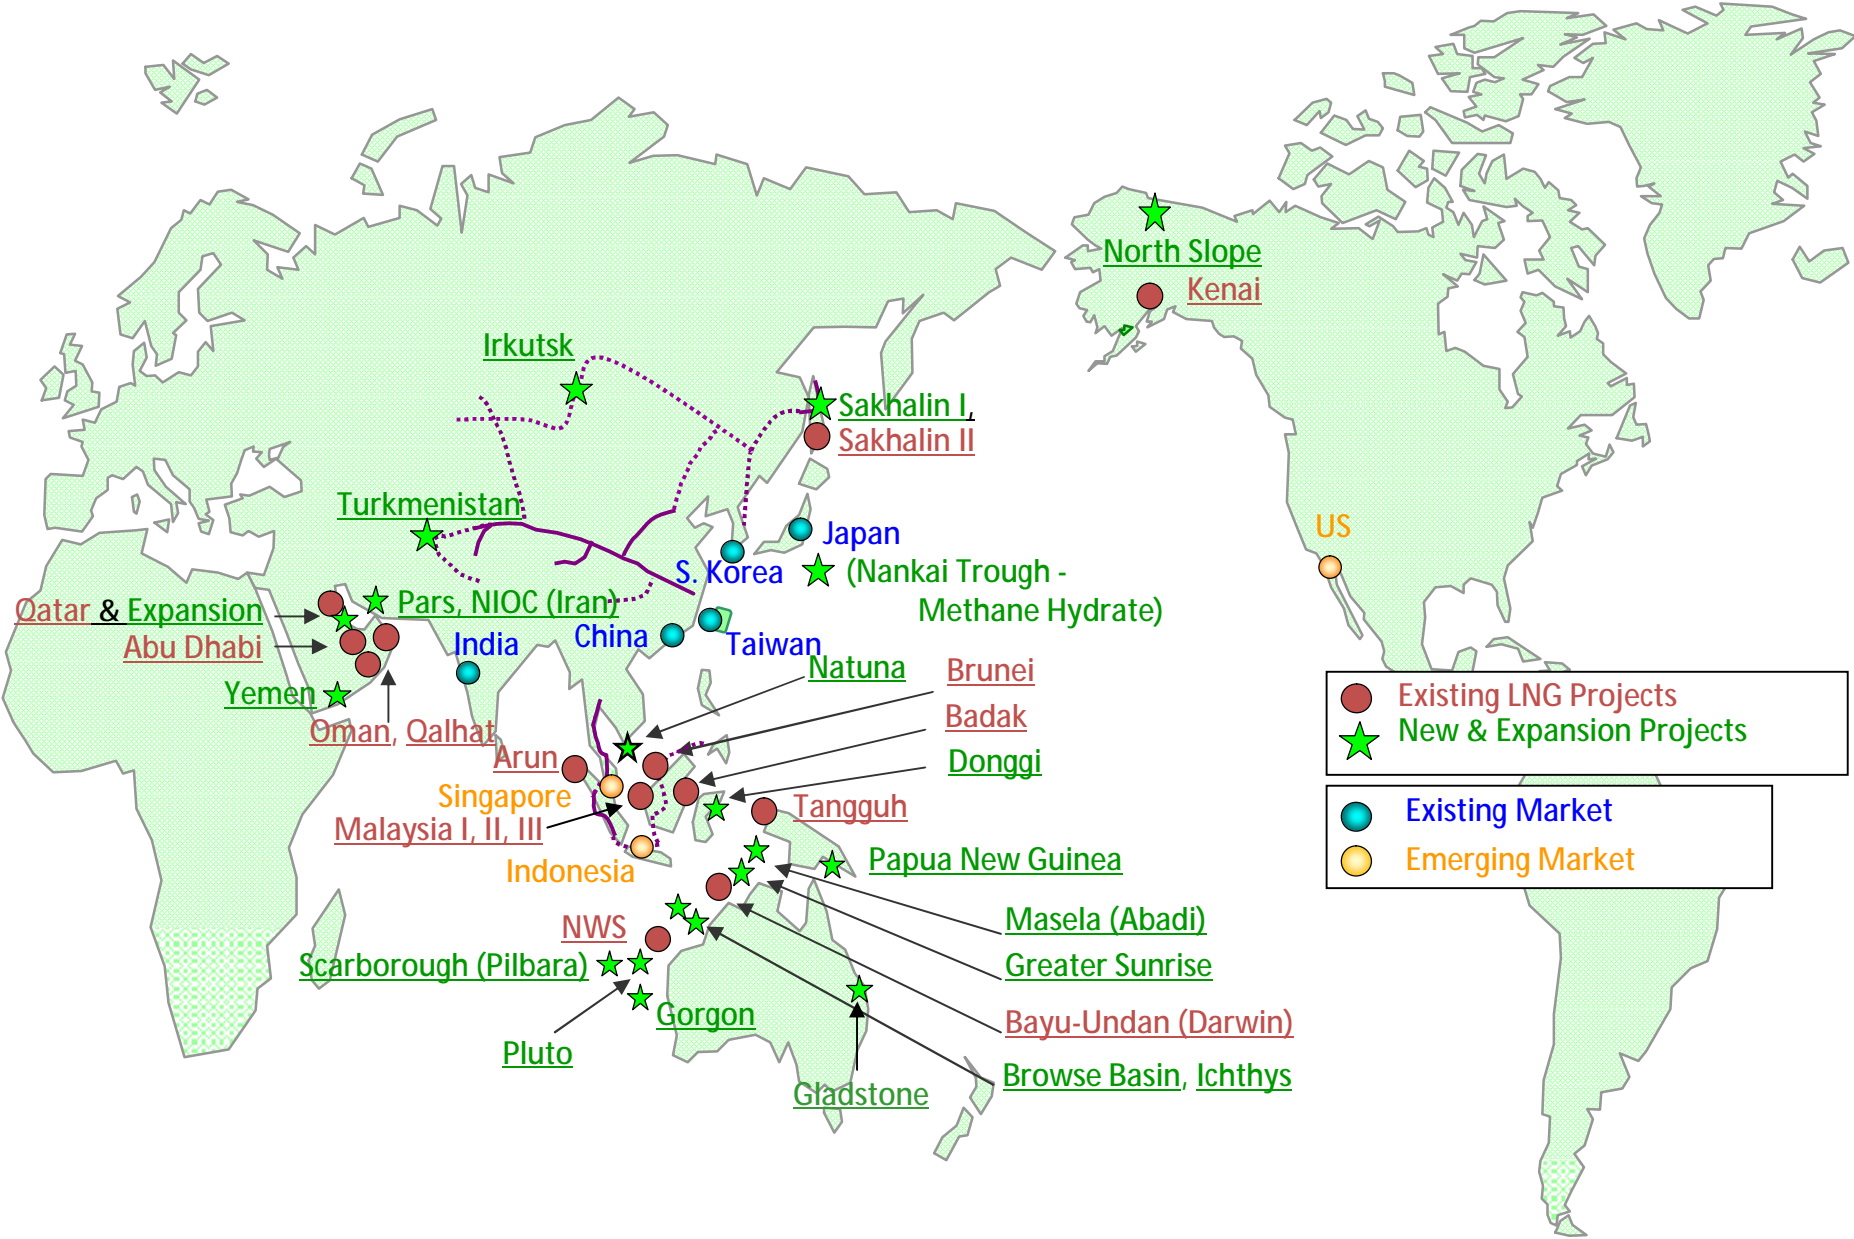 North Slope
Kenai
Irkutsk
Sakhalin I,
Sakhalin II
Turkmenistan
Japan
US
S. Korea
(Nankai Trough -
Methane Hydrate)
Qatar & Expansion
Pars, NIOC (Iran)
Abu Dhabi
India
China
Taiwan
Yemen
Natuna
Brunei
Oman, Qalhat
Badak
Arun
Donggi
Singapore
Malaysia I, II, III
Tangguh
Indonesia
Papua New Guinea
NWS
Masela (Abadi)
Scarborough (Pilbara)
Greater Sunrise
Gorgon
Bayu-Undan (Darwin)
Pluto
Browse Basin, Ichthys
Gladstone
Existing LNG Projects
New & Expansion Projects
Existing Market
Emerging Market